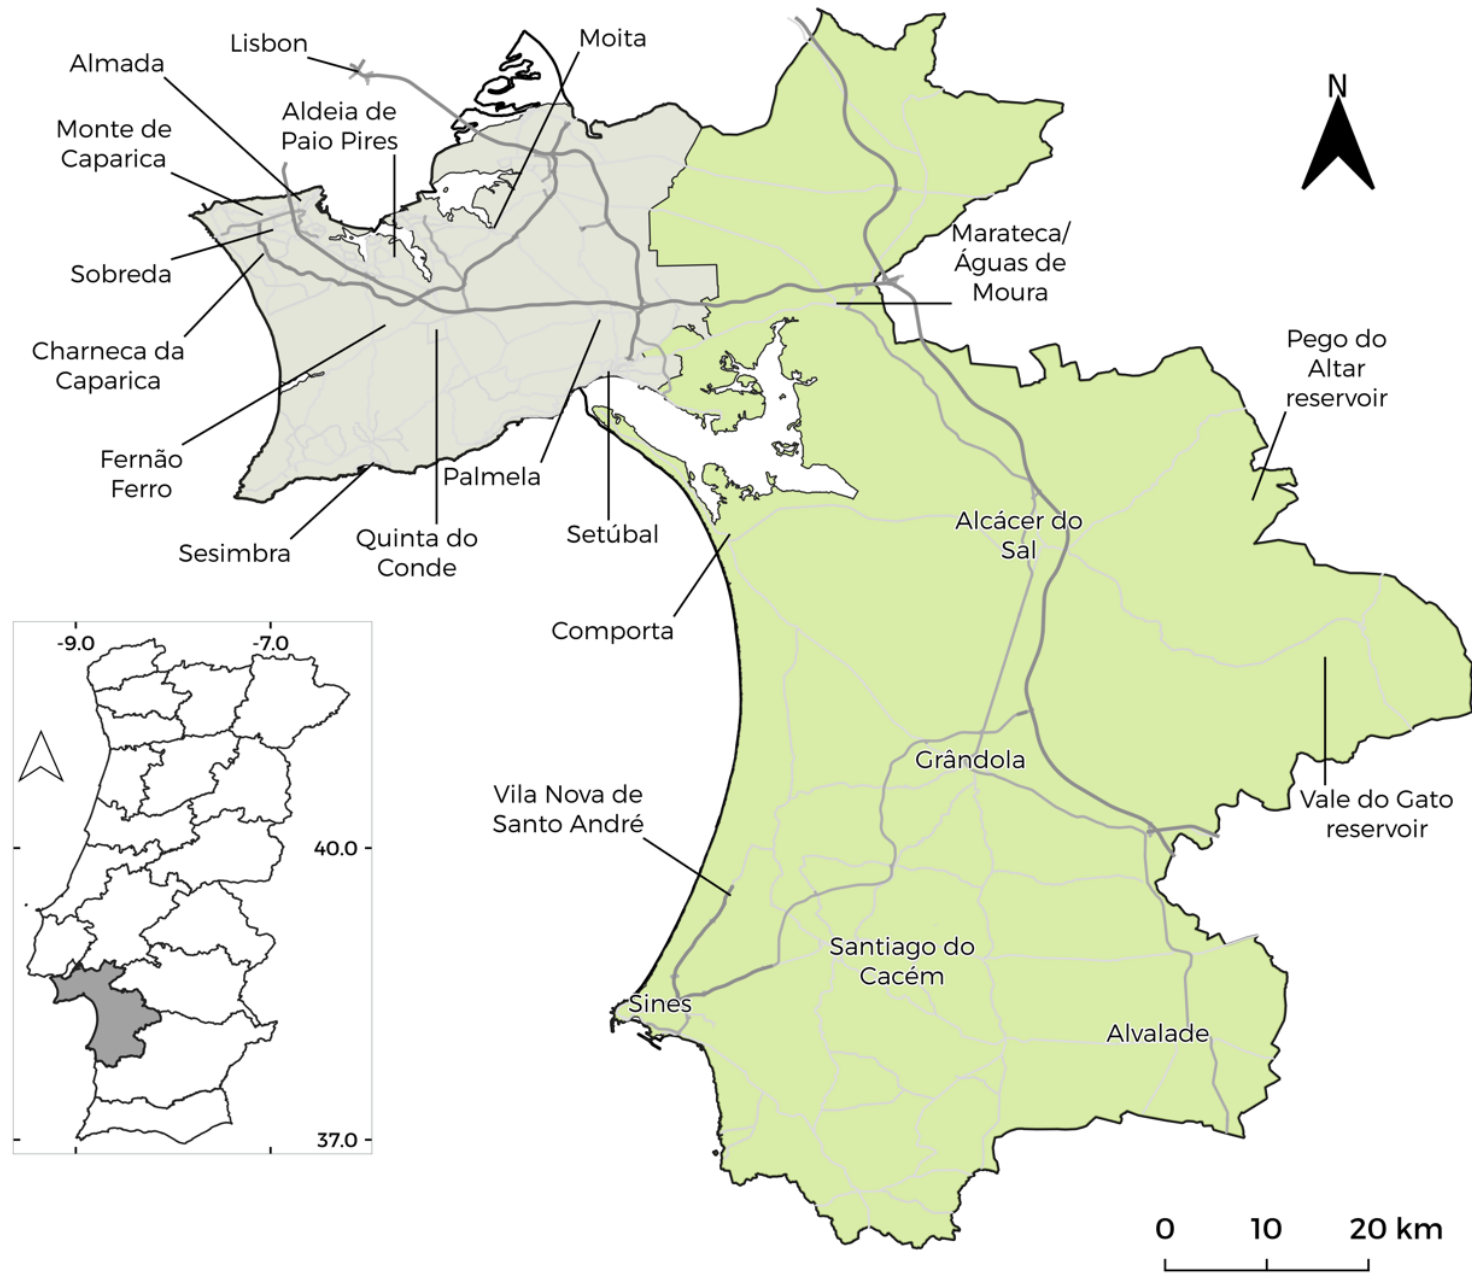 Lisbon
Moita
Almada
Aldeia de
Paio Pires
Monte de
Caparica
N
Sobreda
Marateca/
Águas de
Moura
Charneca da
Caparica
Pego do
Altar
reservoir
Fernão
Ferro
Palmela
Alcácer do
Sal
Sesimbra
Quinta do
Conde
Setúbal
Comporta
-9.0
-7.0
Grândola
Vila Nova de
Santo André
Vale do Gato
reservoir
40.0
Santiago do
Cacém
Sines
Alvalade
37.0
0 10 20 km